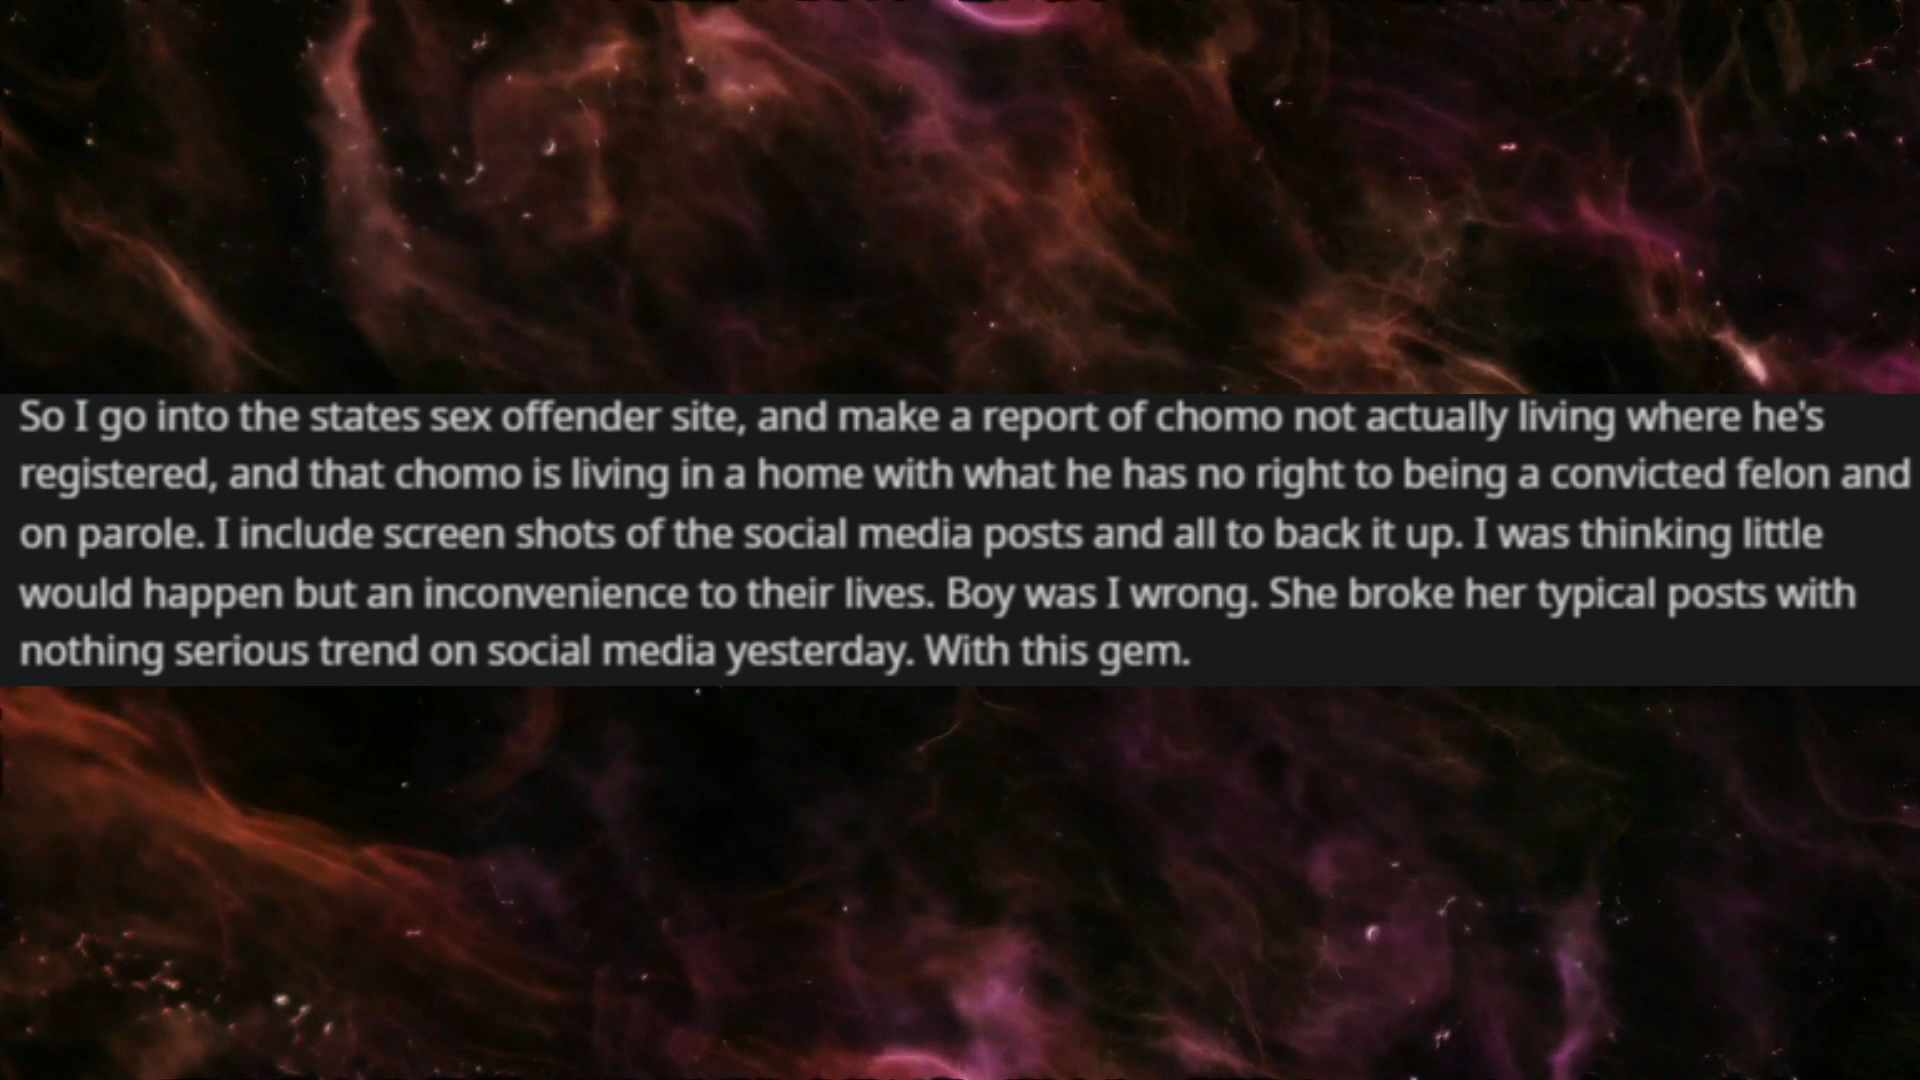 So I go into the states sex offender site, and make a report of chomo not actually living where he's
registered, and that chomo is living in a home with what he has no right to being a convicted felon and
on parole. I include screen shots of the social media posts and all to back it up. I was thinking little
would happen but an inconvenience to their lives. Boy was I wrong. She broke her typical posts with
nothing serious trend on social media yesterday. With this gem.